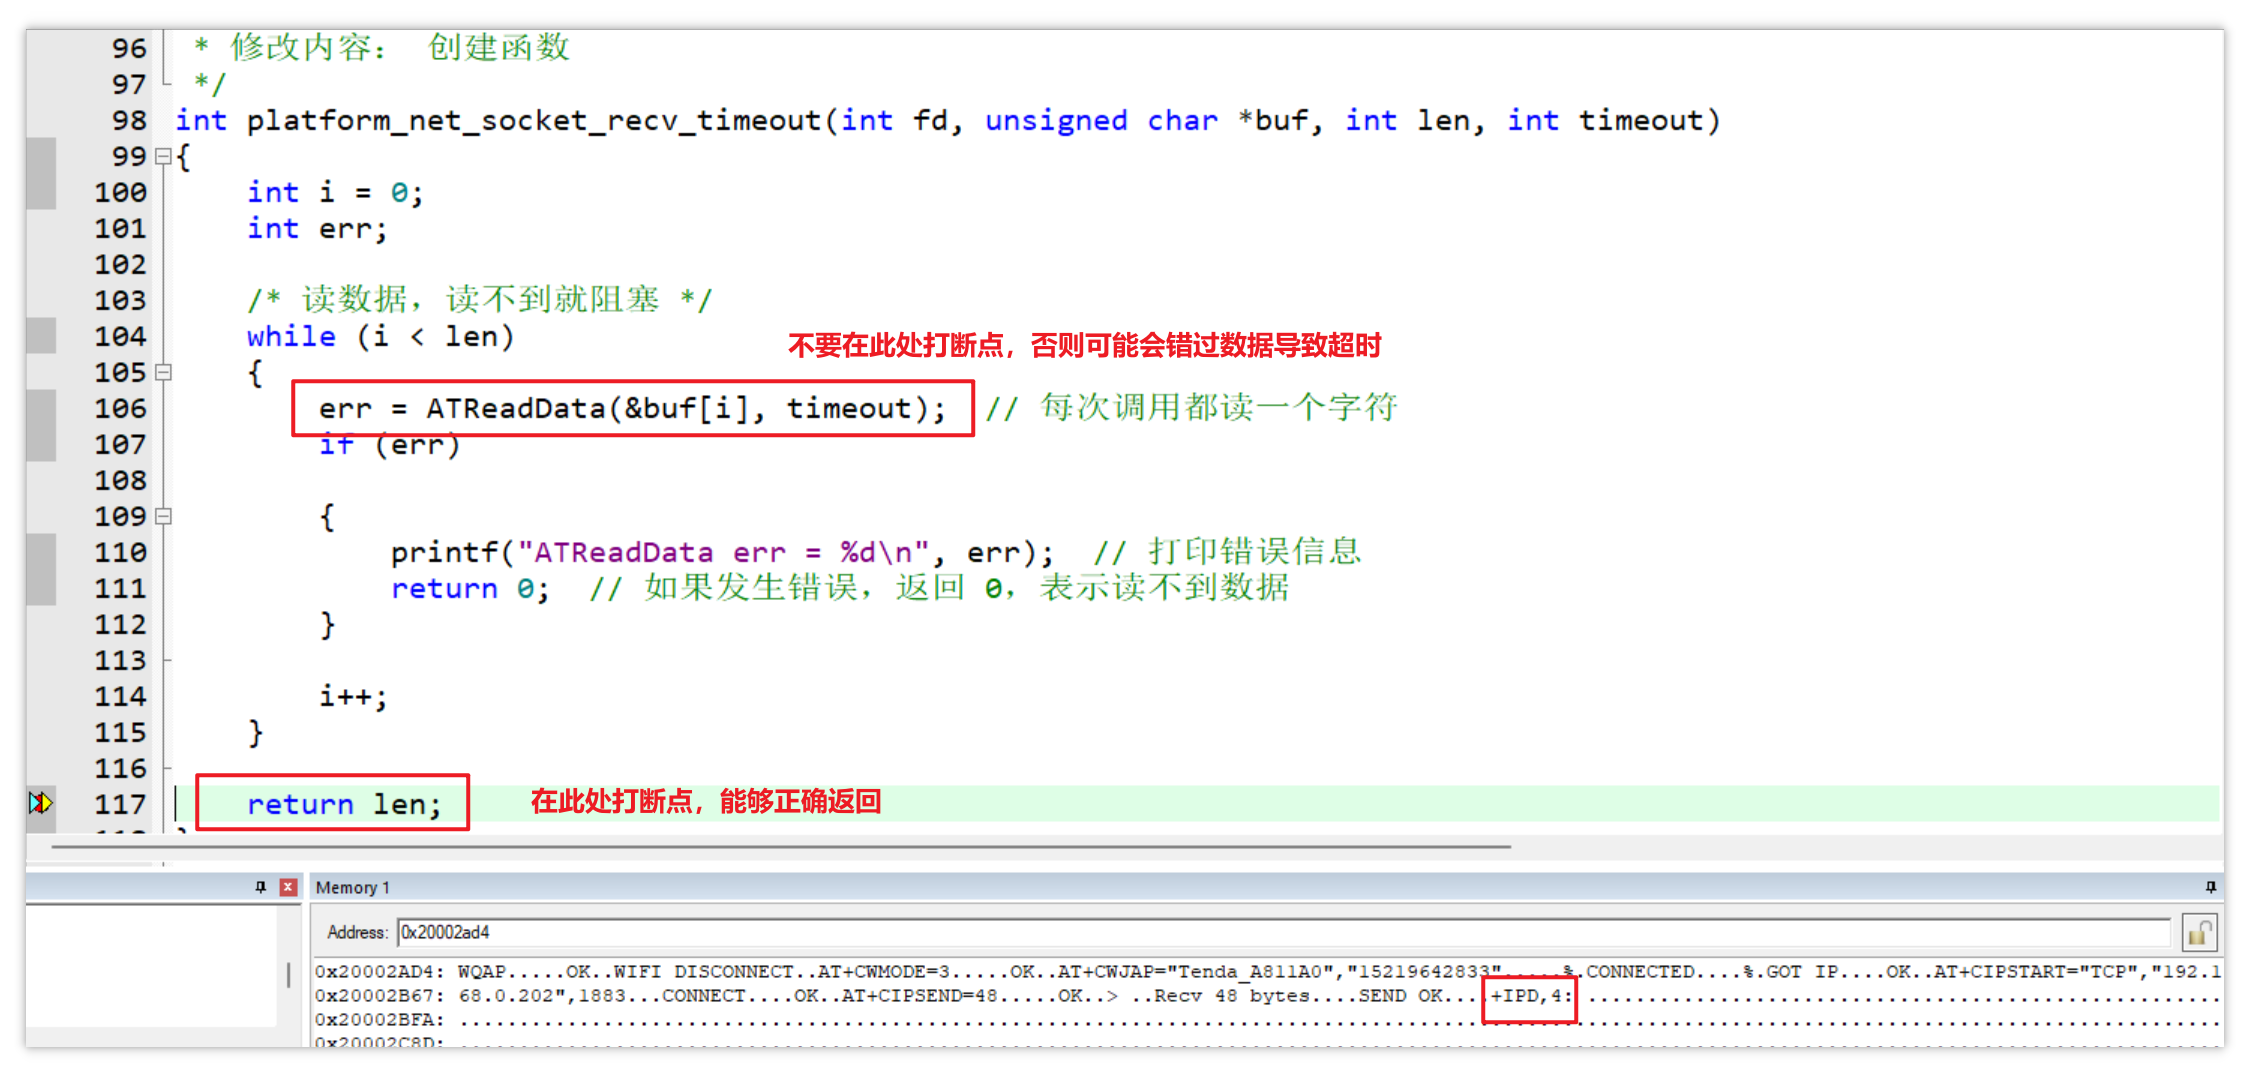 96 * 修改内容： 创建函数
97 */
98 int platform_net_socket_recv_timeout(int fd, unsigned char *buf, int len, int timeout)
99 {
100 int i = 0;
101 int err;
102
103 /* 读数据，读不到就阻塞 */
104 while (i < len)
不要在此处打断点，否则可能会错过数据导致超时
105 {
106 err = ATReadData(&buf[i], timeout); // 每次调用都读一个字符
107 if (err)
108
109 {
110 printf("ATReadData err = %d\n", err); // 打印错误信息
111 return 0; // 如果发生错误，返回 0，表示读不到数据
112 }
113
114 i++;
115 }
116
117 return len; 在此处打断点，能够正确返回
Memory 1
Address: 0x20002ad4
0x20002AD4: WQAP.....OK..WIFI DISCONNECT..AT+CWMODE=3.....OK..AT+CWJAP="Tenda_A811A0","15219642833".....%.CONNECTED....%.GOT IP....OK..AT+CIPSTART="TCP","192.1
0x20002B67: 68.0.202",1883...CONNECT....OK..AT+CIPSEND=48.....OK..> ..Recv 48 bytes....SEND OK....+IPD,4:
0x20002BFA:
0x20002C8D: